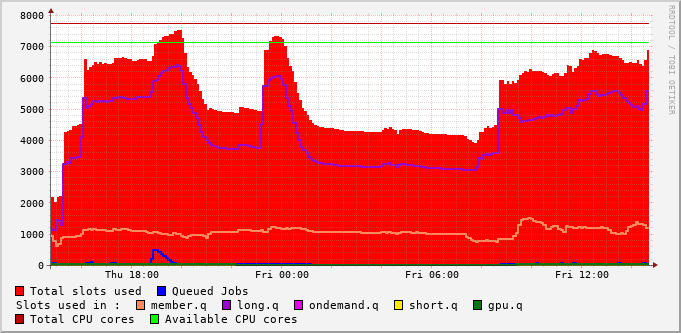 RRDTOOL / TOBI OETIKER
8000
7000
6000
5000
4000
3000
2000
1000
0
Thu 18:00 Fri 00:00 Fri 06:00 Fri 12:00
Total slots used Queued Jobs
Slots used in : member.q long.q ondemand.q short.q gpu.q
Total CPU cores Available CPU cores